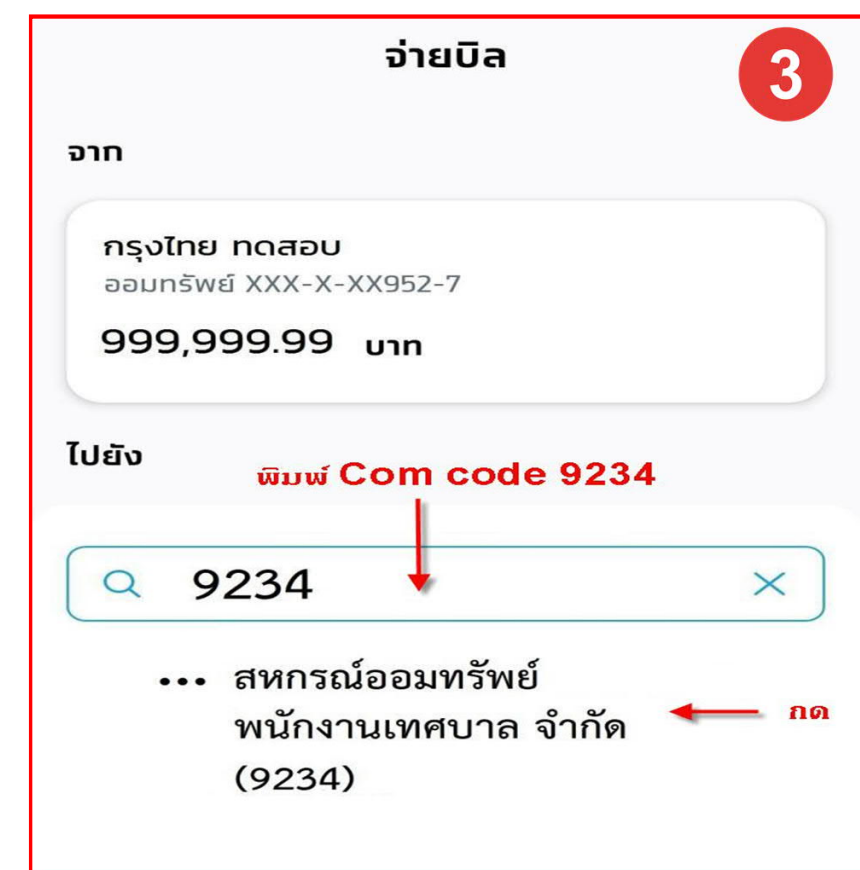 จ่ายบิล
3
จาก
กรุงไทย ทดสอบ
ออมทรัพย์ XXX-X-XX952-7
999,999.99 บาท
ไปยัง
พิมพ์ Com code 9234
9234
••• สหกรณ์ออมทรัพย์
พนักงานเทศบาล จำกัด
กด
(9234)